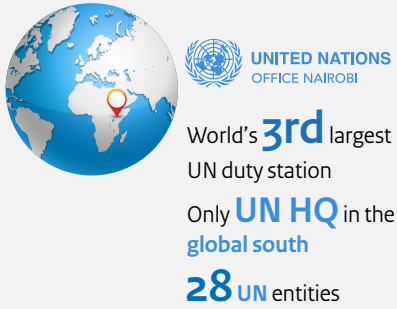 UNITED NATIONS
OFFICE NAIROBI
World's 3rd largest
UN duty station
Only UN HQ in the
global south
28 UN entities